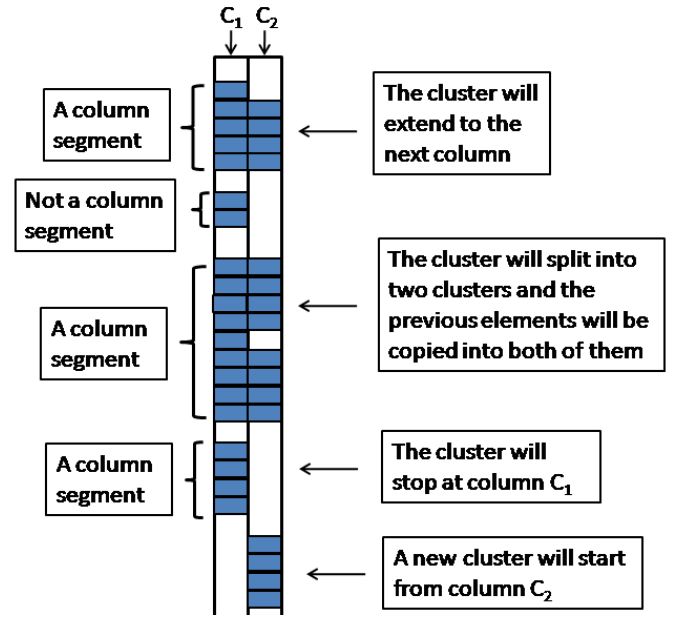 C₁ C₂
A column
segment
The cluster will
extend to the
next column
Not a column
segment
The cluster will split into
two clusters and the
previous elements will be
copied into both of them
A column
segment
A column
segment
The cluster will
stop at column C₁
A new cluster will start
from column C₂